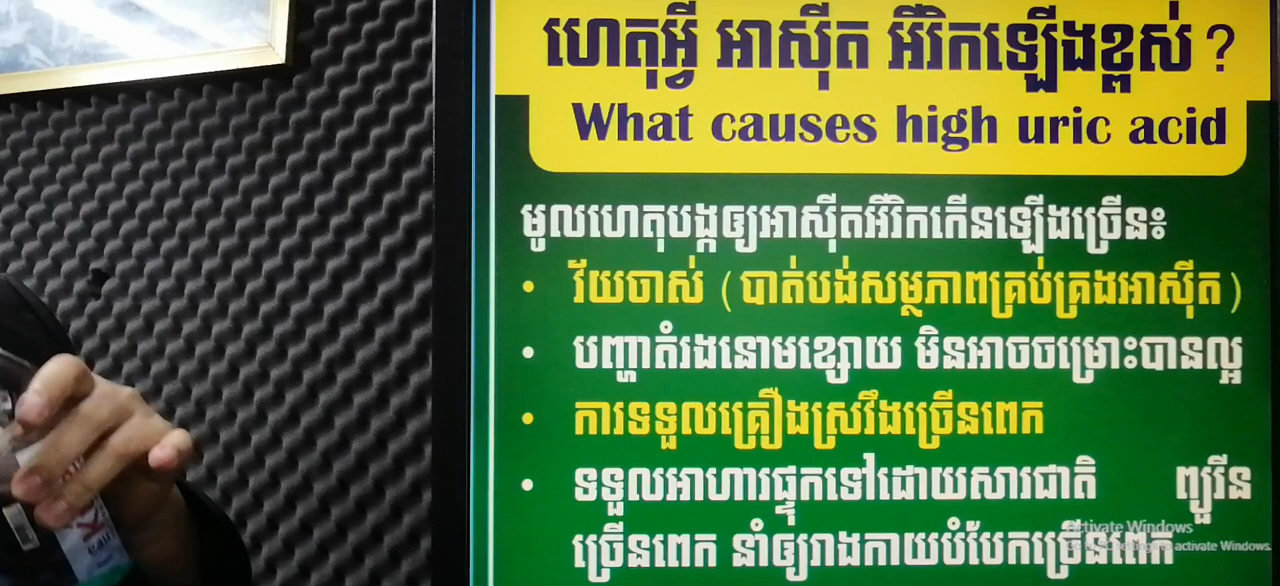 ហេតុអ្វី អាស៊ីត អ៊ីរិកឡើងខ្ពស់ ?
What causes high uric acid
មូលហេតុបង្កឲ្យអាស៊ីតអ៊ីរិកកើនឡើងច្រើន៖
• វ័យចាស់ (បាត់បង់សម្ថភាពគ្រប់គ្រងអាស៊ីត)
• បញ្ហាតំរងនោមខ្សោយ មិនអាចចម្រោះបានល្អ
• ការទទួលគ្រឿងស្រវឹងច្រើនពេក
• ទទួលអាហារផ្ទុកទៅដោយសារជាតិ ព្យួរីន
ច្រើនពេក នាំឲ្យរាងកាយបំបែកច្រើនពេក
Activate Windows
activate Windows.